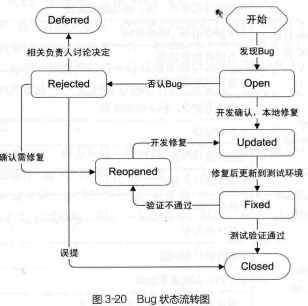 Deferred
开始
相关负责人讨论决定
发现Bug
Rejected
否认Bug
Open
开发确认，本地修复
确认需修复
开发修复
Updated
Reopened
修复后更新到测试环境
验证不通过
Fixed
误提
测试验证通过
Closed
图 3-20 Bug 状态流转图